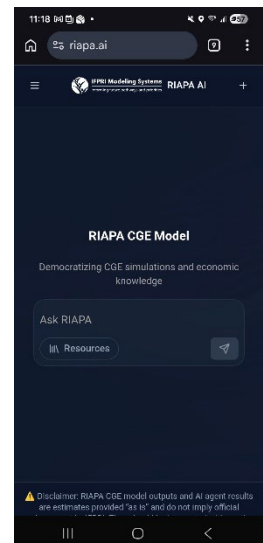 11:18
riapa.ai
9
57
IFPRI Modeling Systems
RIAPA AI
RIAPA CGE Model
Democratizing CGE simulations and economic
knowledge
Ask RIAPA
Resources
Disclaimer: RIAPA CGE model outputs and AI agent results
are estimates provided "as is" and do not imply official